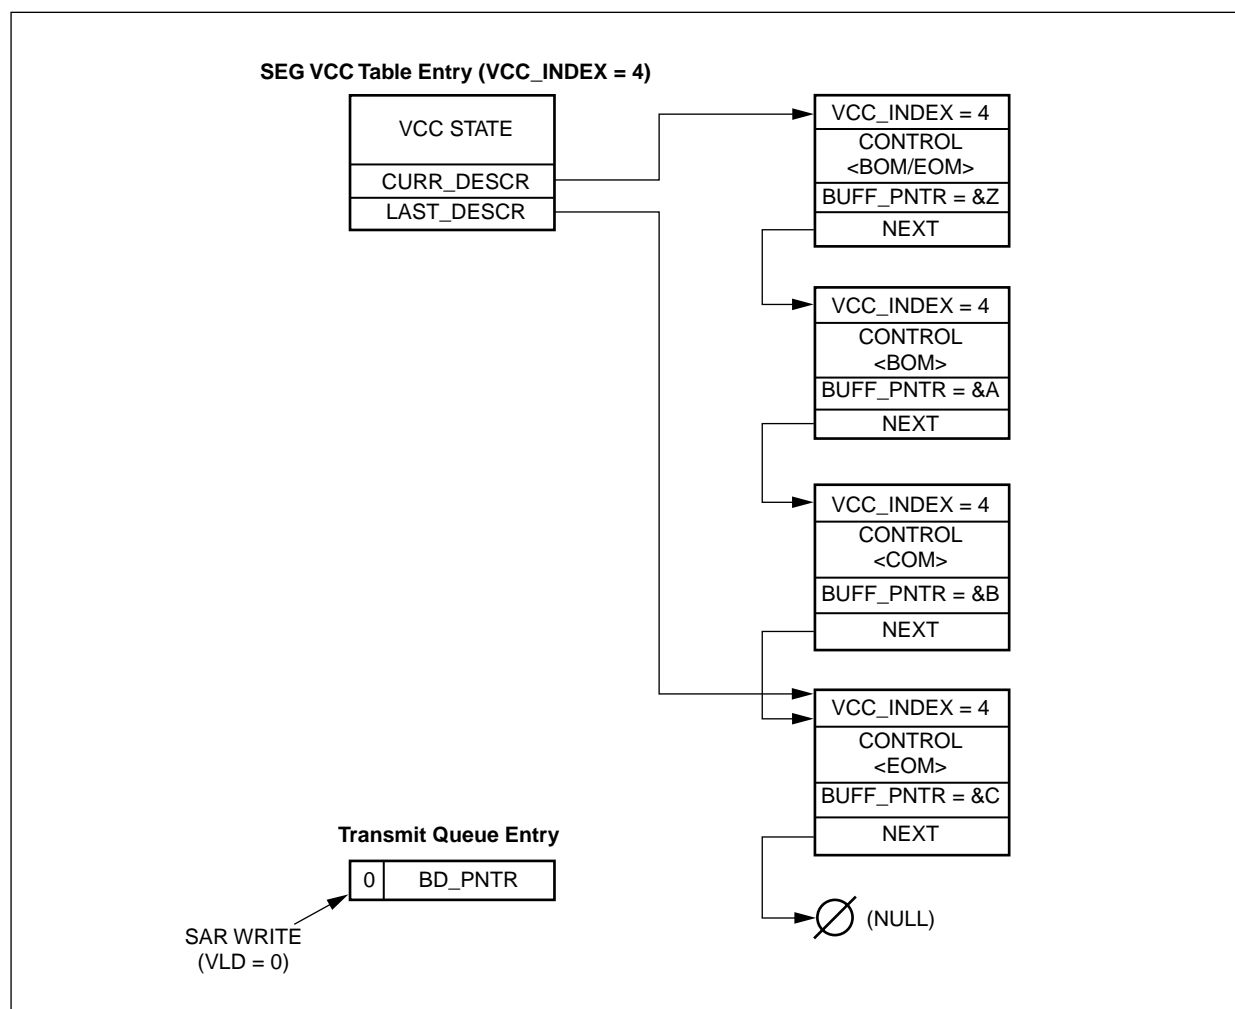 SEG VCC Table Entry (VCC_INDEX = 4)
VCC STATE
CURR_DESCR
LAST_DESCR
VCC_INDEX = 4
CONTROL
<BOM/EOM>
BUFF_PNTR = &Z
NEXT
VCC_INDEX = 4
CONTROL
<BOM>
BUFF_PNTR = &A
NEXT
VCC_INDEX = 4
CONTROL
<COM>
BUFF_PNTR = &B
NEXT
VCC_INDEX = 4
CONTROL
<EOM>
BUFF_PNTR = &C
NEXT
(NULL)
Transmit Queue Entry
0 BD_PNTR
SAR WRITE
(VLD = 0)